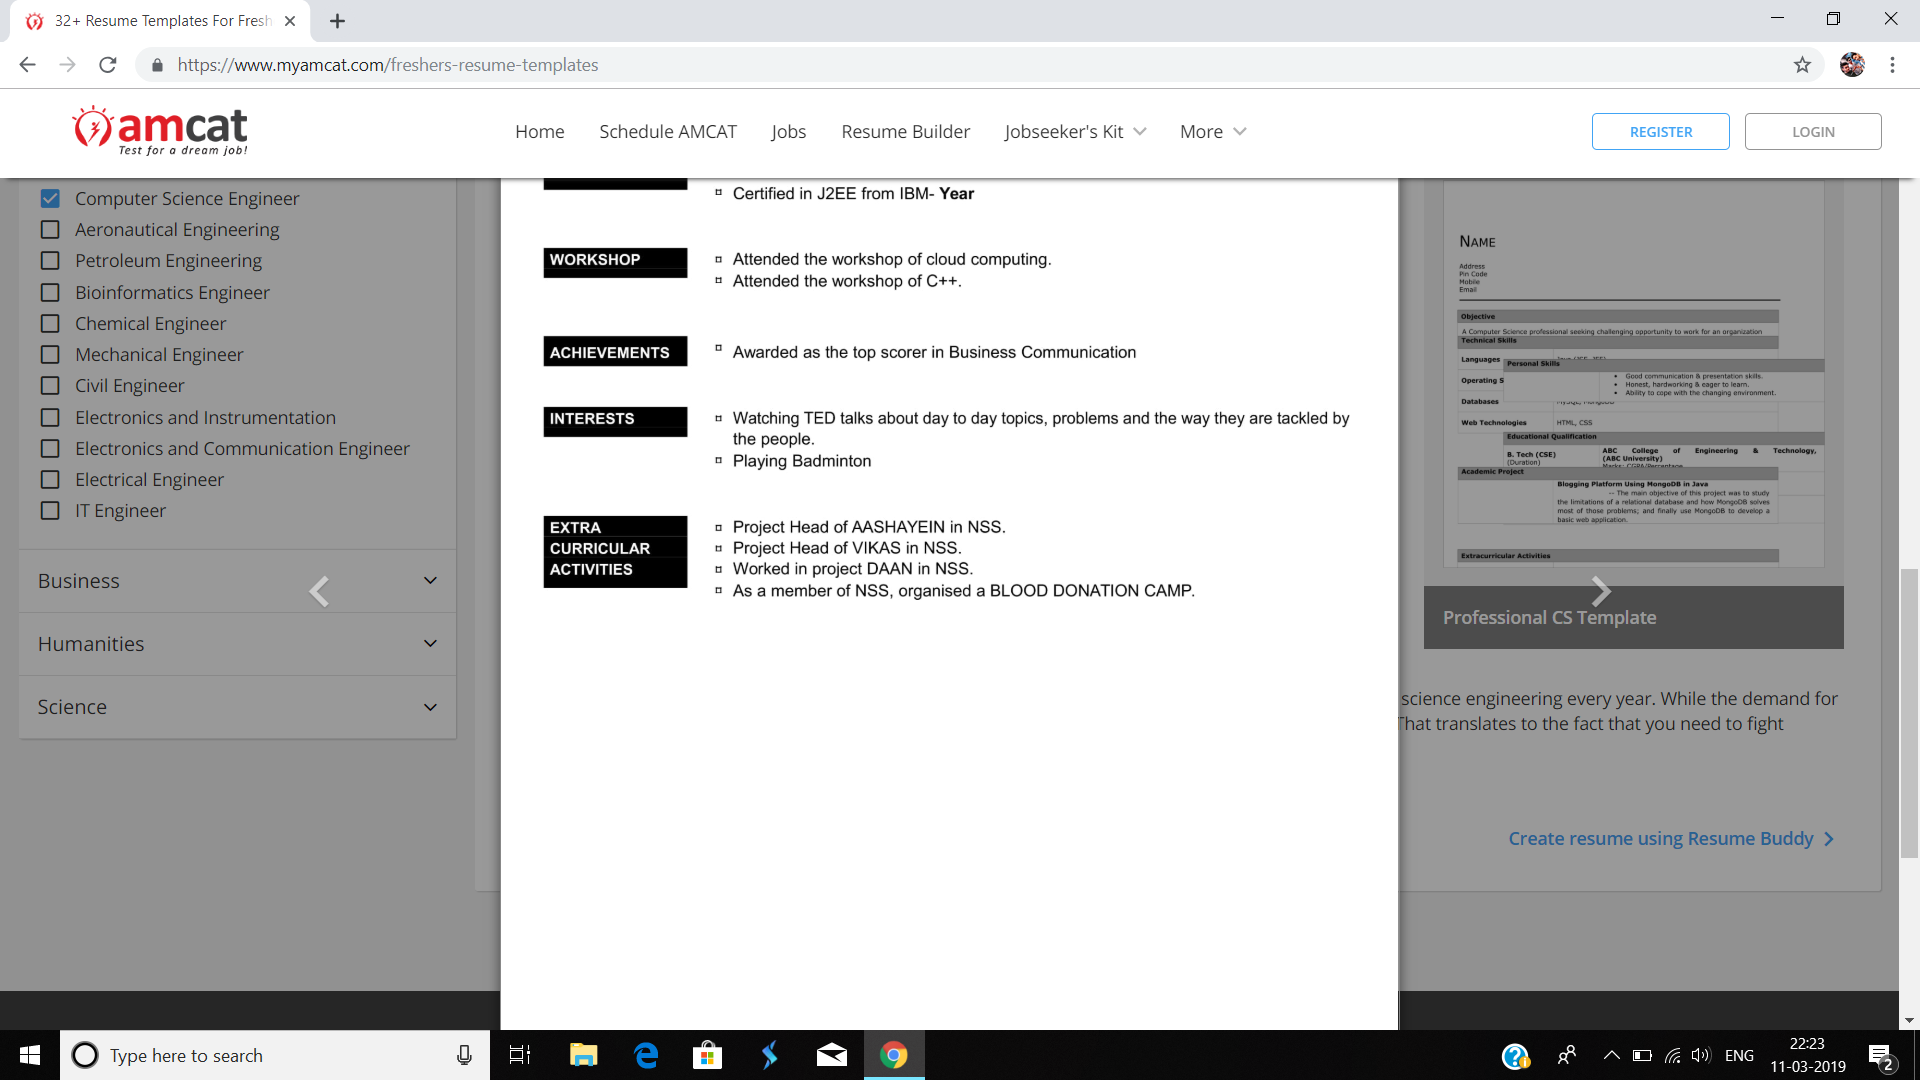 32+ Resume Templates For Fresh
https://www.myamcat.com/freshers-resume-templates
amcat
Test for a dream job!
Home
Schedule AMCAT
Jobs
Resume Builder
Jobseeker's Kit
More
REGISTER
LOGIN
Computer Science Engineer
Aeronautical Engineering
Petroleum Engineering
Bioinformatics Engineer
Chemical Engineer
Mechanical Engineer
Civil Engineer
Electronics and Instrumentation
Electronics and Communication Engineer
Electrical Engineer
IT Engineer
Business
Humanities
Science
Certified in J2EE from IBM- Year
WORKSHOP
Attended the workshop of cloud computing.
Attended the workshop of C++.
ACHIEVEMENTS
Awarded as the top scorer in Business Communication
INTERESTS
Watching TED talks about day to day topics, problems and the way they are tackled by
the people.
Playing Badminton
EXTRA
CURRICULAR
ACTIVITIES
Project Head of AASHAYEIN in NSS.
Project Head of VIKAS in NSS.
Worked in project DAAN in NSS.
As a member of NSS, organised a BLOOD DONATION CAMP.
NAME
Address
Pin Code
Mobile
Email
Objective
A Computer Science professional seeking challenging opportunity to work for an organization
Technical Skills
Languages
Personal Skills
Operating S
Good communication & presentation skills.
Honest, hardworking & eager to learn.
Ability to cope with the changing environment.
Databases
MySQL, MongoDB
Web Technologies
HTML, CSS
Educational Qualification
B. Tech (CSE)
(Duration)
ABC College of Engineering & Technology,
(ABC University)
Marks: CGPA/Percentage
Academic Project
Blogging Platform Using MongoDB in Java
-- The main objective of this project was to study
the limitations of a relational database and how MongoDB solves
most of those problems; and finally use MongoDB to develop a
basic web application.
Extracurricular Activities
Professional CS Template
science engineering every year. While the demand for
That translates to the fact that you need to fight
Create resume using Resume Buddy
Type here to search
ENG
22:23
11-03-2019
2